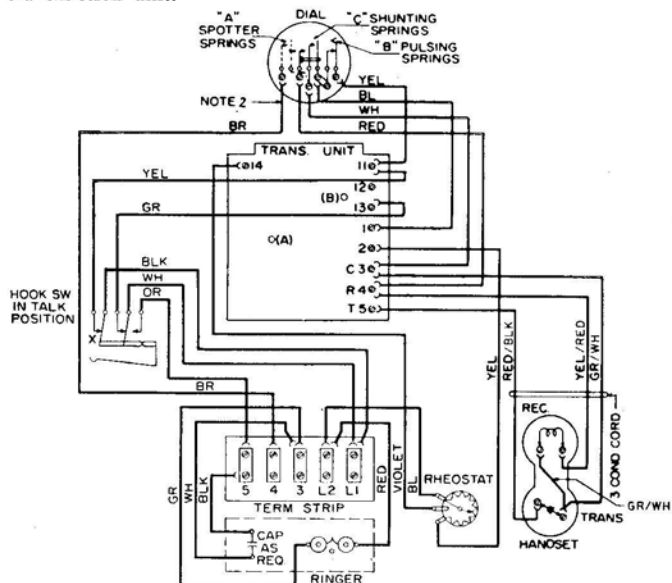 "A" SPOTTER SPRINGS
DIAL
"C" SHUNTING SPRINGS
"B" PULSING SPRINGS
NOTE 2
YEL
BL
WH
RED
BR
TRANS. UNIT
14
11
YEL
12
(B)
13
GR
1
(A)
2
BLK
C 3
WH
R 4
OR
HOOK SW IN TALK POSITION
T 5
X
BR
YEL
RED/BLK
YEL/RED
GR/WH
3 COND CORD
REC.
GR
WH
BLK
5 4 3 L2 L1
TERM STRIP
RED
VIOLET
BL
RHEOSTAT
GR/WH
TRANS
HANDSET
CAP AS REQ
RINGER